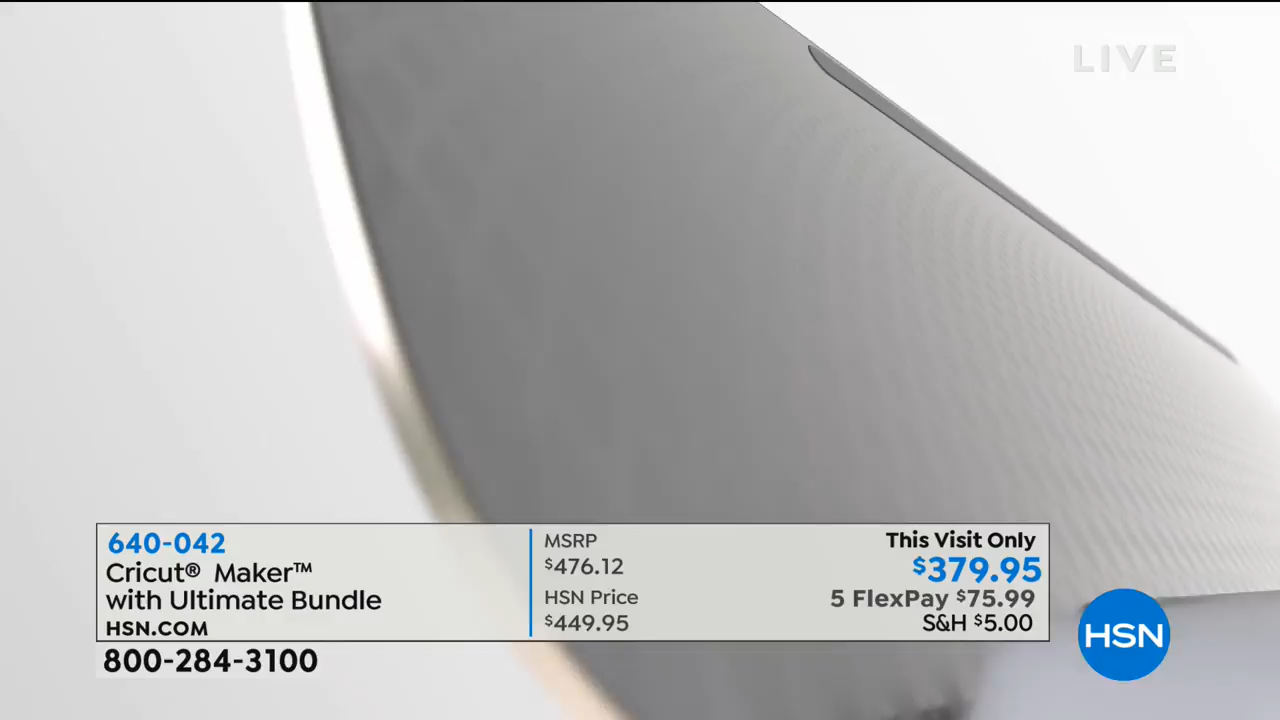 LIVE
640-042
Cricut® Maker™
with Ultimate Bundle
HSN.COM
800-284-3100
MSRP
$476.12
HSN Price
$449.95
This Visit Only
$379.95
5 FlexPay $75.99
S&H $5.00
HSN